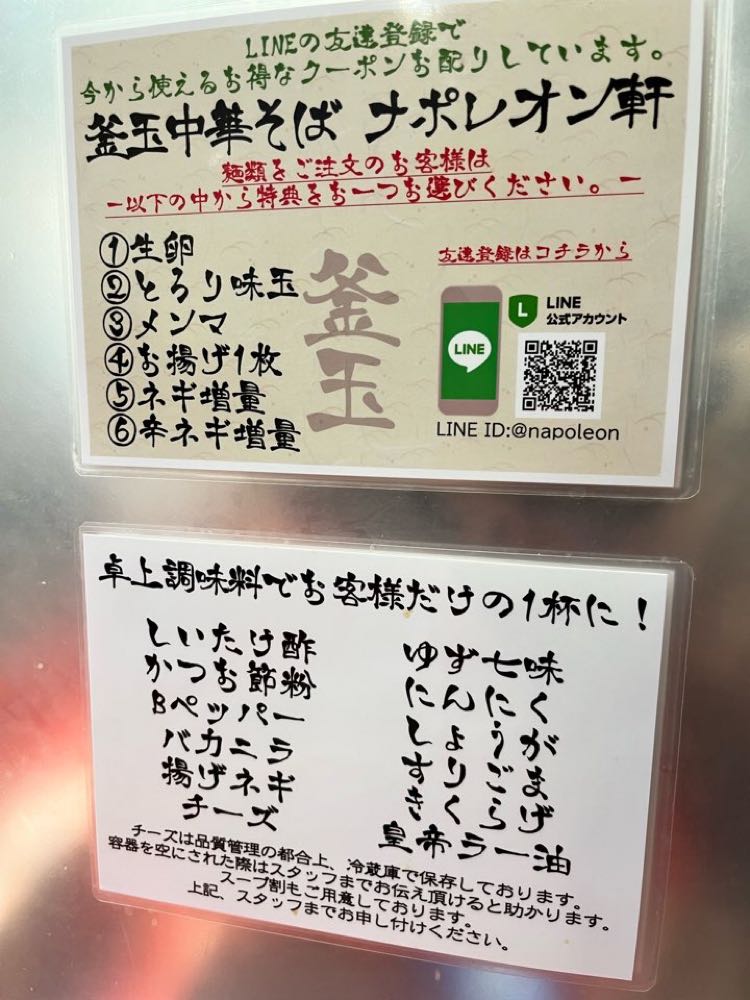 LINEの友達登録で
今から使えるお得なクーポンお配りしています。
釜玉中華そば ナポレオン軒
麺類をご注文のお客様は
ー以下の中から特典をお一つお選びください。ー
①生卵
②とろり味玉
③メンマ
④お揚げ1枚
⑤ネギ増量
⑥辛ネギ増量
釜玉
友達登録はコチラから
LINE
LINE
公式アカウント
LINE ID:@napoleon
卓上調味料でお客様だけの1杯に！
しいたけ酢
かつお節粉
Bペッパー
バカニラ
揚げネギ
チーズ
ゆず七味
にんにく
しょうが
すりごま
きくらげ
皇帝ラー油
チーズは品質管理の都合上、冷蔵庫で保存しております。
容器を空にされた際はスタッフまでお伝え頂けると助かります。
スープ割もご用意しております。
上記、スタッフまでお申し付けください。